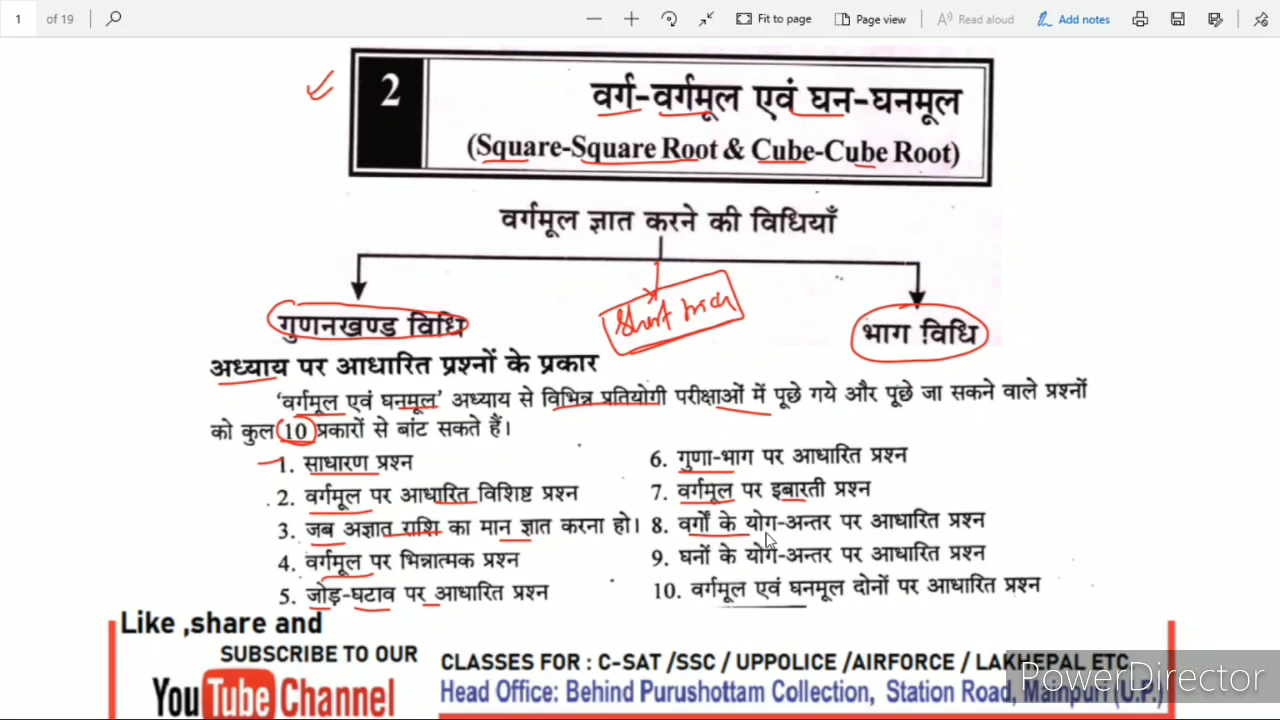 1 of 19 Fit to page Page view Read aloud Add notes
2
वर्ग-वर्गमूल एवं घन-घनमूल
(Square-Square Root & Cube-Cube Root)
वर्गमूल ज्ञात करने की विधियाँ
गुणनखण्ड विधि
Short trick
भाग विधि
अध्याय पर आधारित प्रश्नों के प्रकार
'वर्गमूल एवं घनमूल' अध्याय से विभिन्न प्रतियोगी परीक्षाओं में पूछे गये और पूछे जा सकने वाले प्रश्नों
को कुल 10 प्रकारों से बांट सकते हैं।
1. साधारण प्रश्न
2. वर्गमूल पर आधारित विशिष्ट प्रश्न
3. जब अज्ञात राशि का मान ज्ञात करना हो।
4. वर्गमूल पर भिन्नात्मक प्रश्न
5. जोड़-घटाव पर आधारित प्रश्न
6. गुणा-भाग पर आधारित प्रश्न
7. वर्गमूल पर इबारती प्रश्न
8. वर्गों के योग-अन्तर पर आधारित प्रश्न
9. घनों के योग-अन्तर पर आधारित प्रश्न
10. वर्गमूल एवं घनमूल दोनों पर आधारित प्रश्न
Like ,share and
SUBSCRIBE TO OUR
YouTube Channel
CLASSES FOR : C-SAT /SSC / UPPOLICE /AIRFORCE / LAKHEPAL ETC
Head Office: Behind Purushottam Collection, Station Road, Mainpuri (U.P.)
PowerDirector